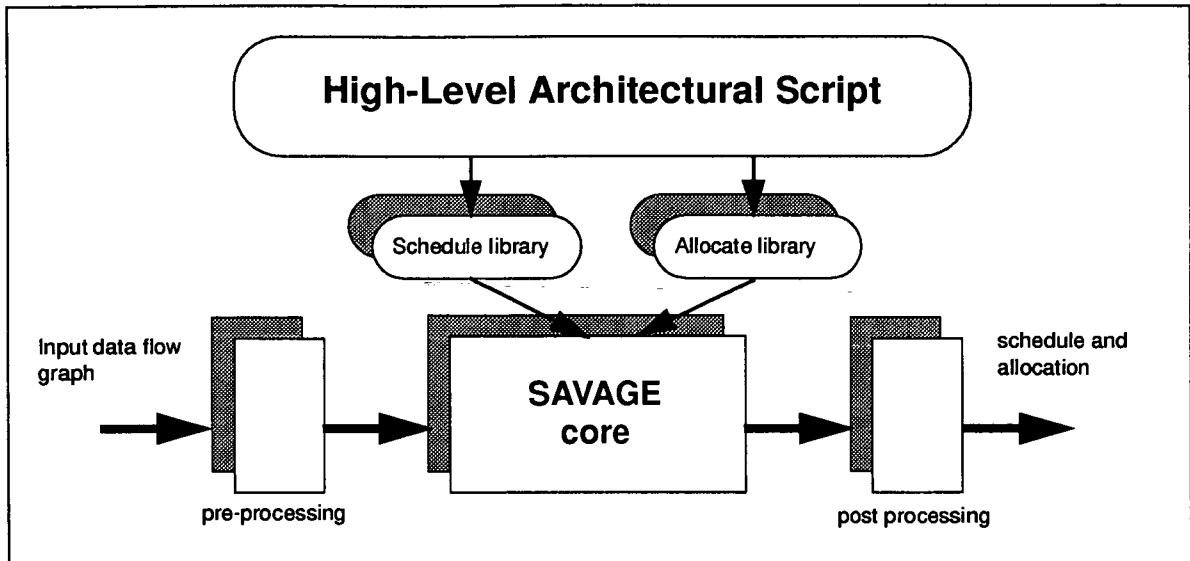 High-Level Architectural Script
Schedule library
Allocate library
Input data flow
graph
SAVAGE
core
schedule and
allocation
pre-processing
post processing